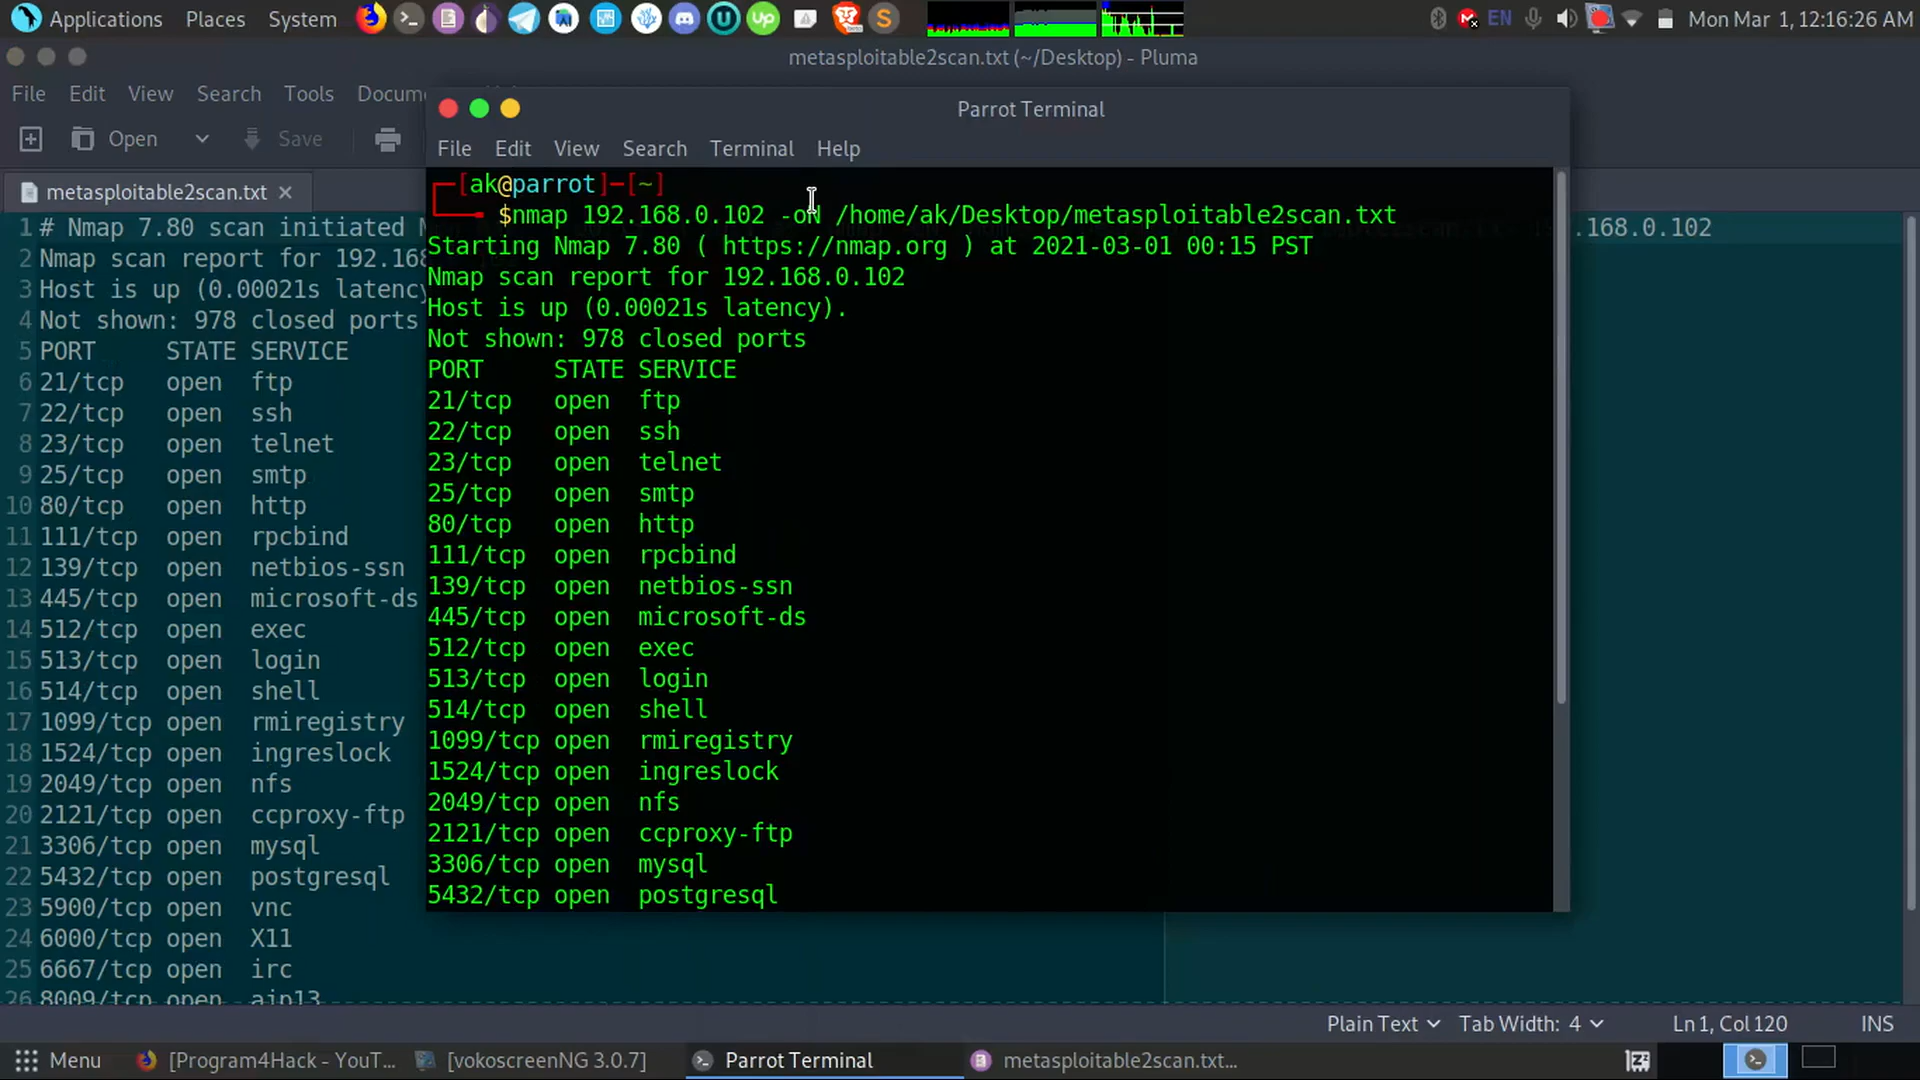 Applications Places System EN Mon Mar 1, 12:16:26 AM
metasploitable2scan.txt (~/Desktop) - Pluma
File Edit View Search Tools
Open Save
metasploitable2scan.txt
1 # Nmap 7.80 scan initiated
.168.0.102
2 Nmap scan report for 192.168
3 Host is up (0.00021s latency
4 Not shown: 978 closed ports
5 PORT STATE SERVICE
6 21/tcp open ftp
7 22/tcp open ssh
8 23/tcp open telnet
9 25/tcp open smtp
10 80/tcp open http
11 111/tcp open rpcbind
12 139/tcp open netbios-ssn
13 445/tcp open microsoft-ds
14 512/tcp open exec
15 513/tcp open login
16 514/tcp open shell
17 1099/tcp open rmiregistry
18 1524/tcp open ingreslock
19 2049/tcp open nfs
20 2121/tcp open ccproxy-ftp
21 3306/tcp open mysql
22 5432/tcp open postgresql
23 5900/tcp open vnc
24 6000/tcp open X11
25 6667/tcp open irc
26 8009/tcp open ajp13
Parrot Terminal
File Edit View Search Terminal Help
[ak@parrot]-[~]
$nmap 192.168.0.102 -oN /home/ak/Desktop/metasploitable2scan.txt
Starting Nmap 7.80 ( https://nmap.org ) at 2021-03-01 00:15 PST
Nmap scan report for 192.168.0.102
Host is up (0.00021s latency).
Not shown: 978 closed ports
PORT STATE SERVICE
21/tcp open ftp
22/tcp open ssh
23/tcp open telnet
25/tcp open smtp
80/tcp open http
111/tcp open rpcbind
139/tcp open netbios-ssn
445/tcp open microsoft-ds
512/tcp open exec
513/tcp open login
514/tcp open shell
1099/tcp open rmiregistry
1524/tcp open ingreslock
2049/tcp open nfs
2121/tcp open ccproxy-ftp
3306/tcp open mysql
5432/tcp open postgresql
Plain Text Tab Width: 4 Ln 1, Col 120 INS
Menu [Program4Hack - YouT... [vokoscreenNG 3.0.7] Parrot Terminal metasploitable2scan.txt...